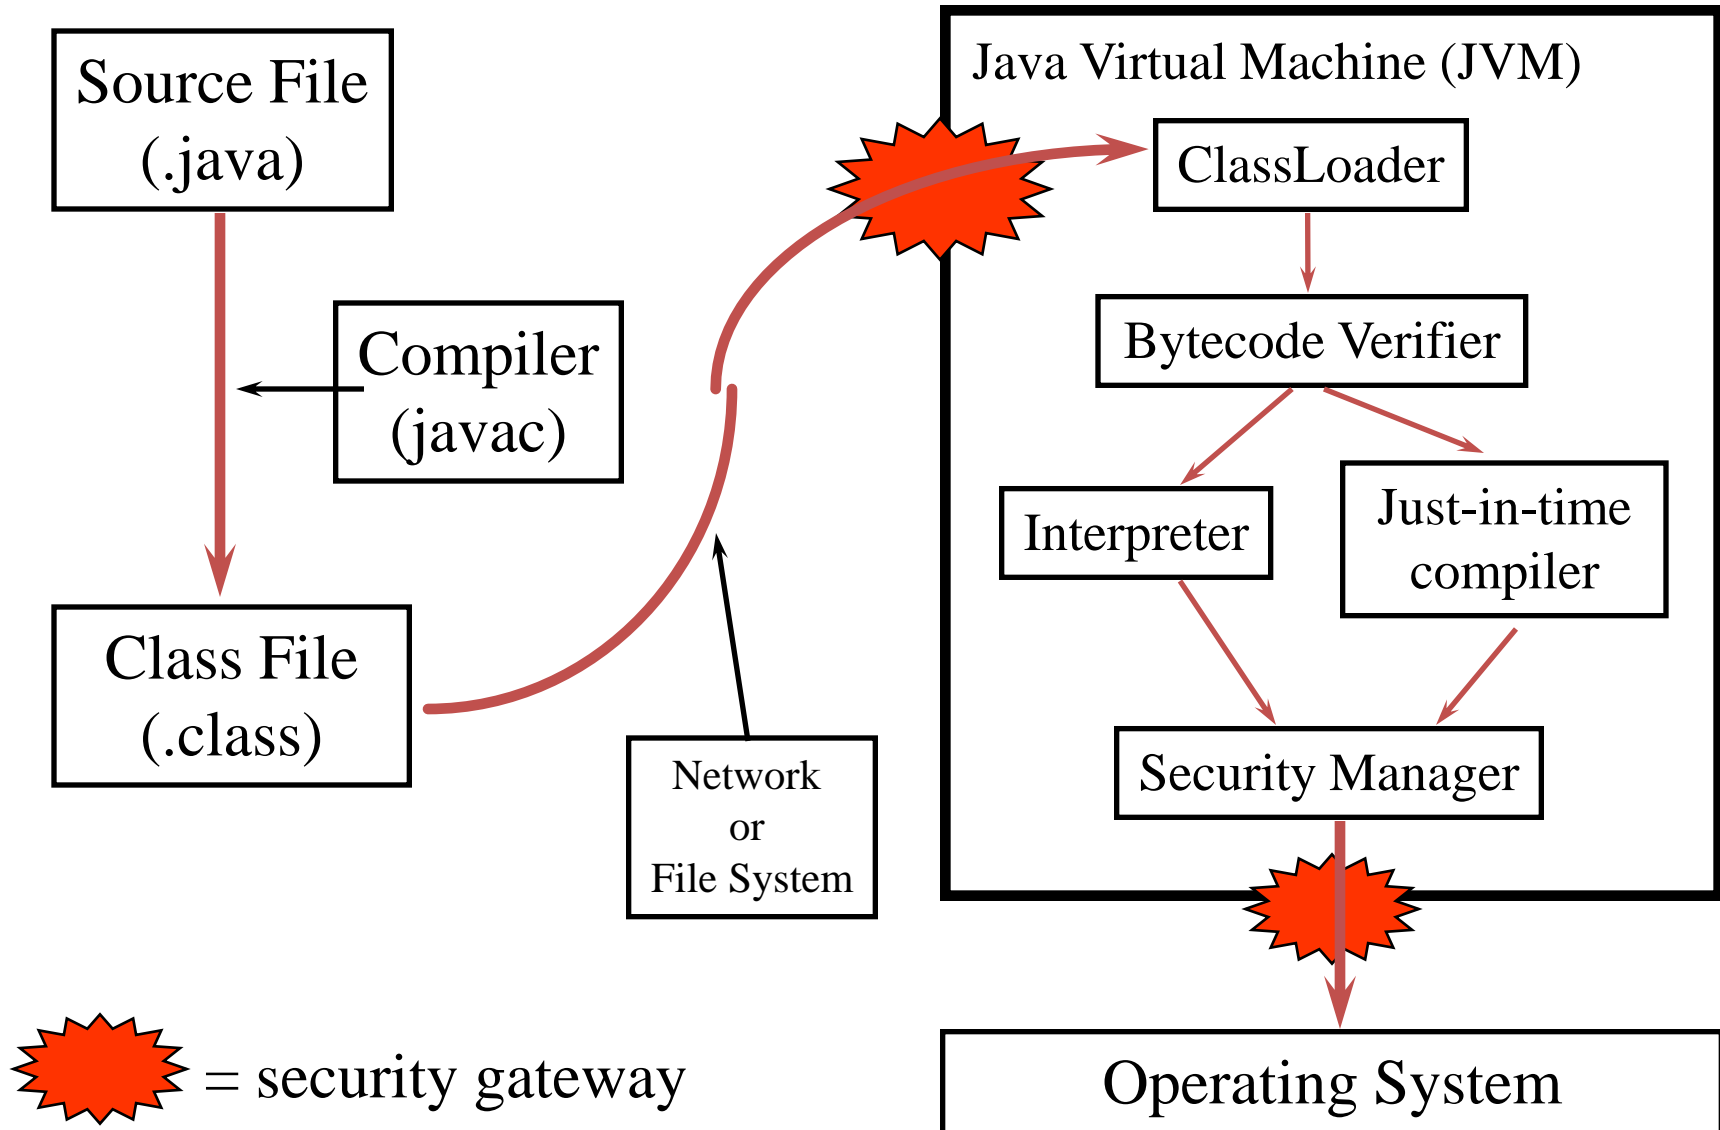 Source File
(.java)
Compiler
(javac)
Class File
(.class)
Network
or
File System
Java Virtual Machine (JVM)
ClassLoader
Bytecode Verifier
Interpreter
Just-in-time
compiler
Security Manager
Operating System
= security gateway